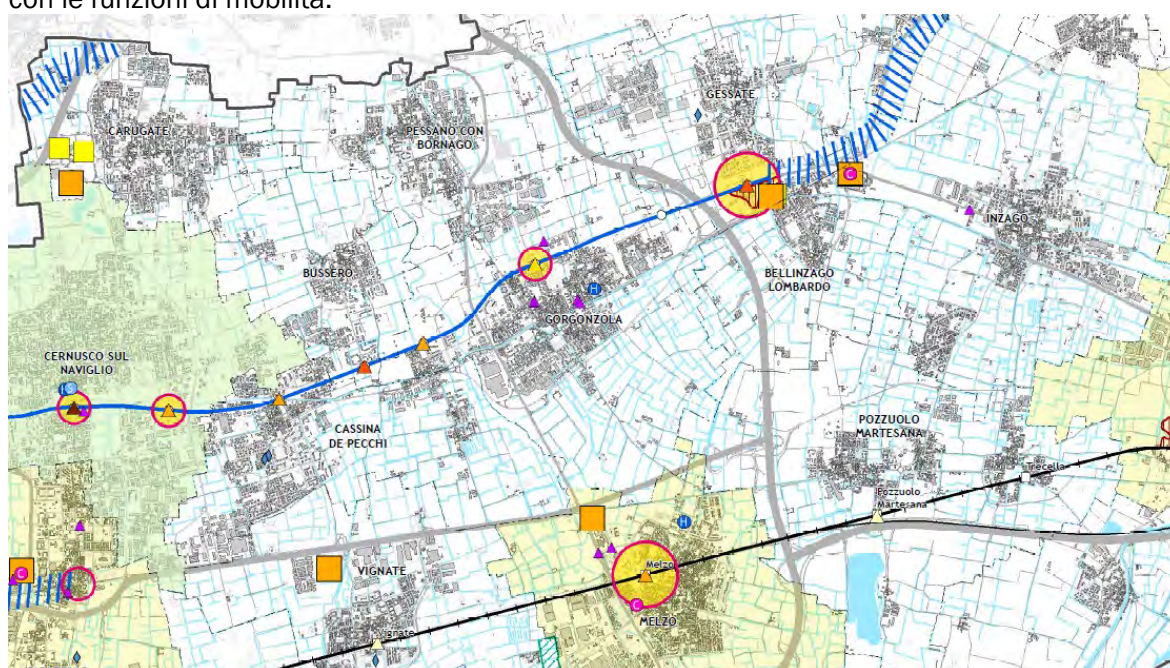 con le funzioni di mobilità.
GESSATE
CARUGATE
PESSANO CON
BORNAGO
C
INZAGO
BUSSERO
BELLINZAGO
LOMBARDO
H
GORGONZOLA
CERNUSCO SUL
NAVIGLIO
S
CASSINA
DE PECCHI
POZZUOLO
MARTESANA
Trecella
Pozzuolo
Martesana
H
C
VIGNATE
Melzo
C
MELZO
Vignate